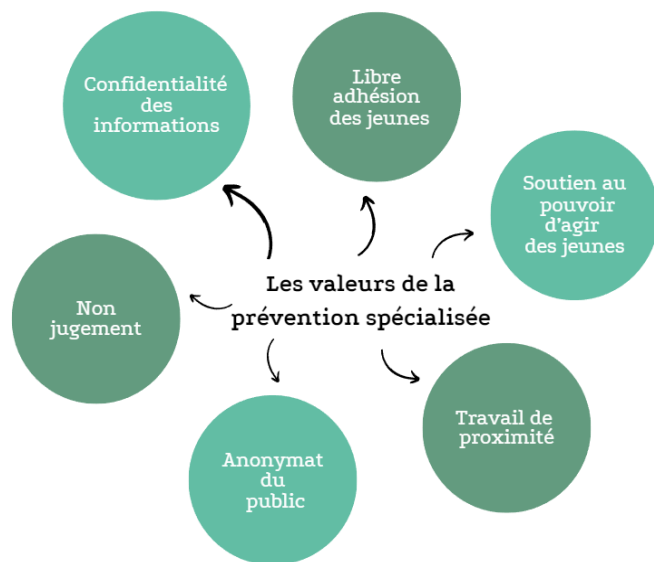 Confidentialité
des
informations
Libre
adhésion
des jeunes
Soutien au
pouvoir
d'agir
des jeunes
Les valeurs de la
prévention spécialisée
Non
jugement
Travail de
proximité
Anonymat
du
public